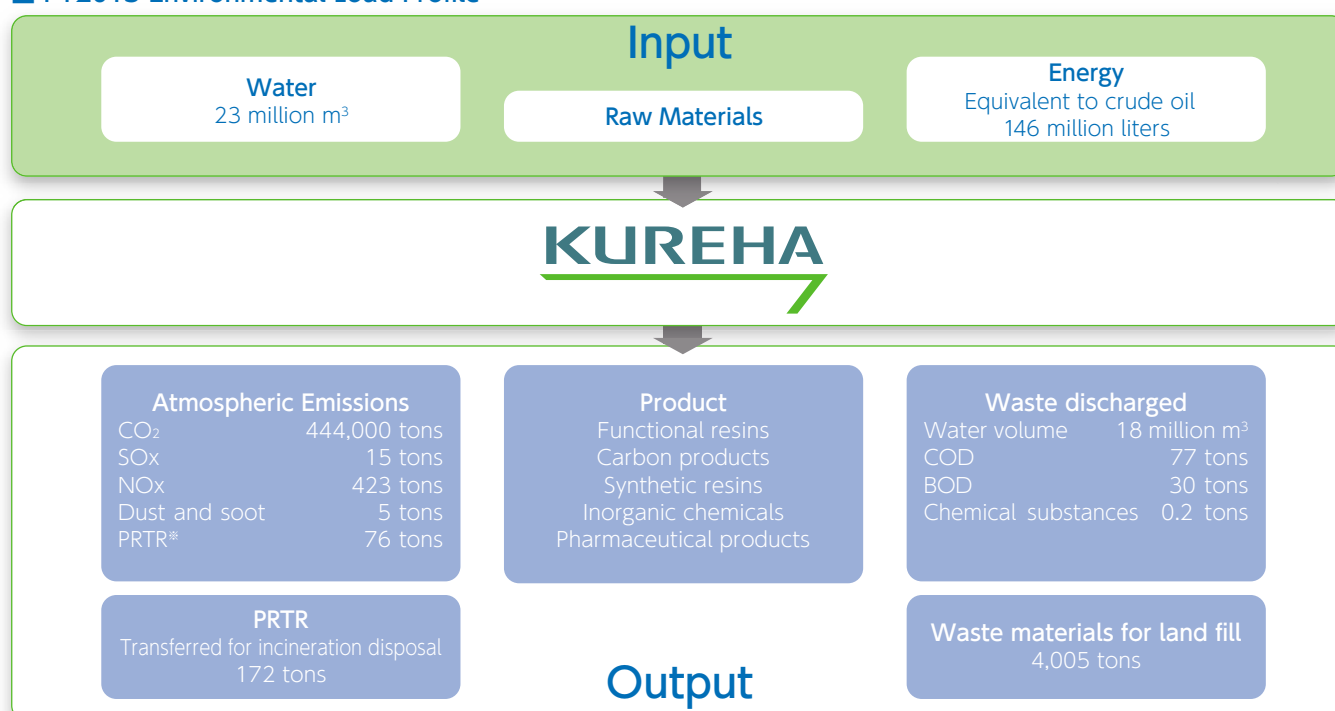 Environmental Load Profile
Input
Water
23 million m³
Raw Materials
Energy
Equivalent to crude oil
146 million liters
KUREHA
Atmospheric Emissions
CO₂ 444,000 tons
SOx 15 tons
NOx 423 tons
Dust and soot 5 tons
PRTR※ 76 tons
Product
Functional resins
Carbon products
Synthetic resins
Inorganic chemicals
Pharmaceutical products
Waste discharged
Water volume 18 million m³
COD 77 tons
BOD 30 tons
Chemical substances 0.2 tons
PRTR
Transferred for incineration disposal
172 tons
Output
Waste materials for land fill
4,005 tons